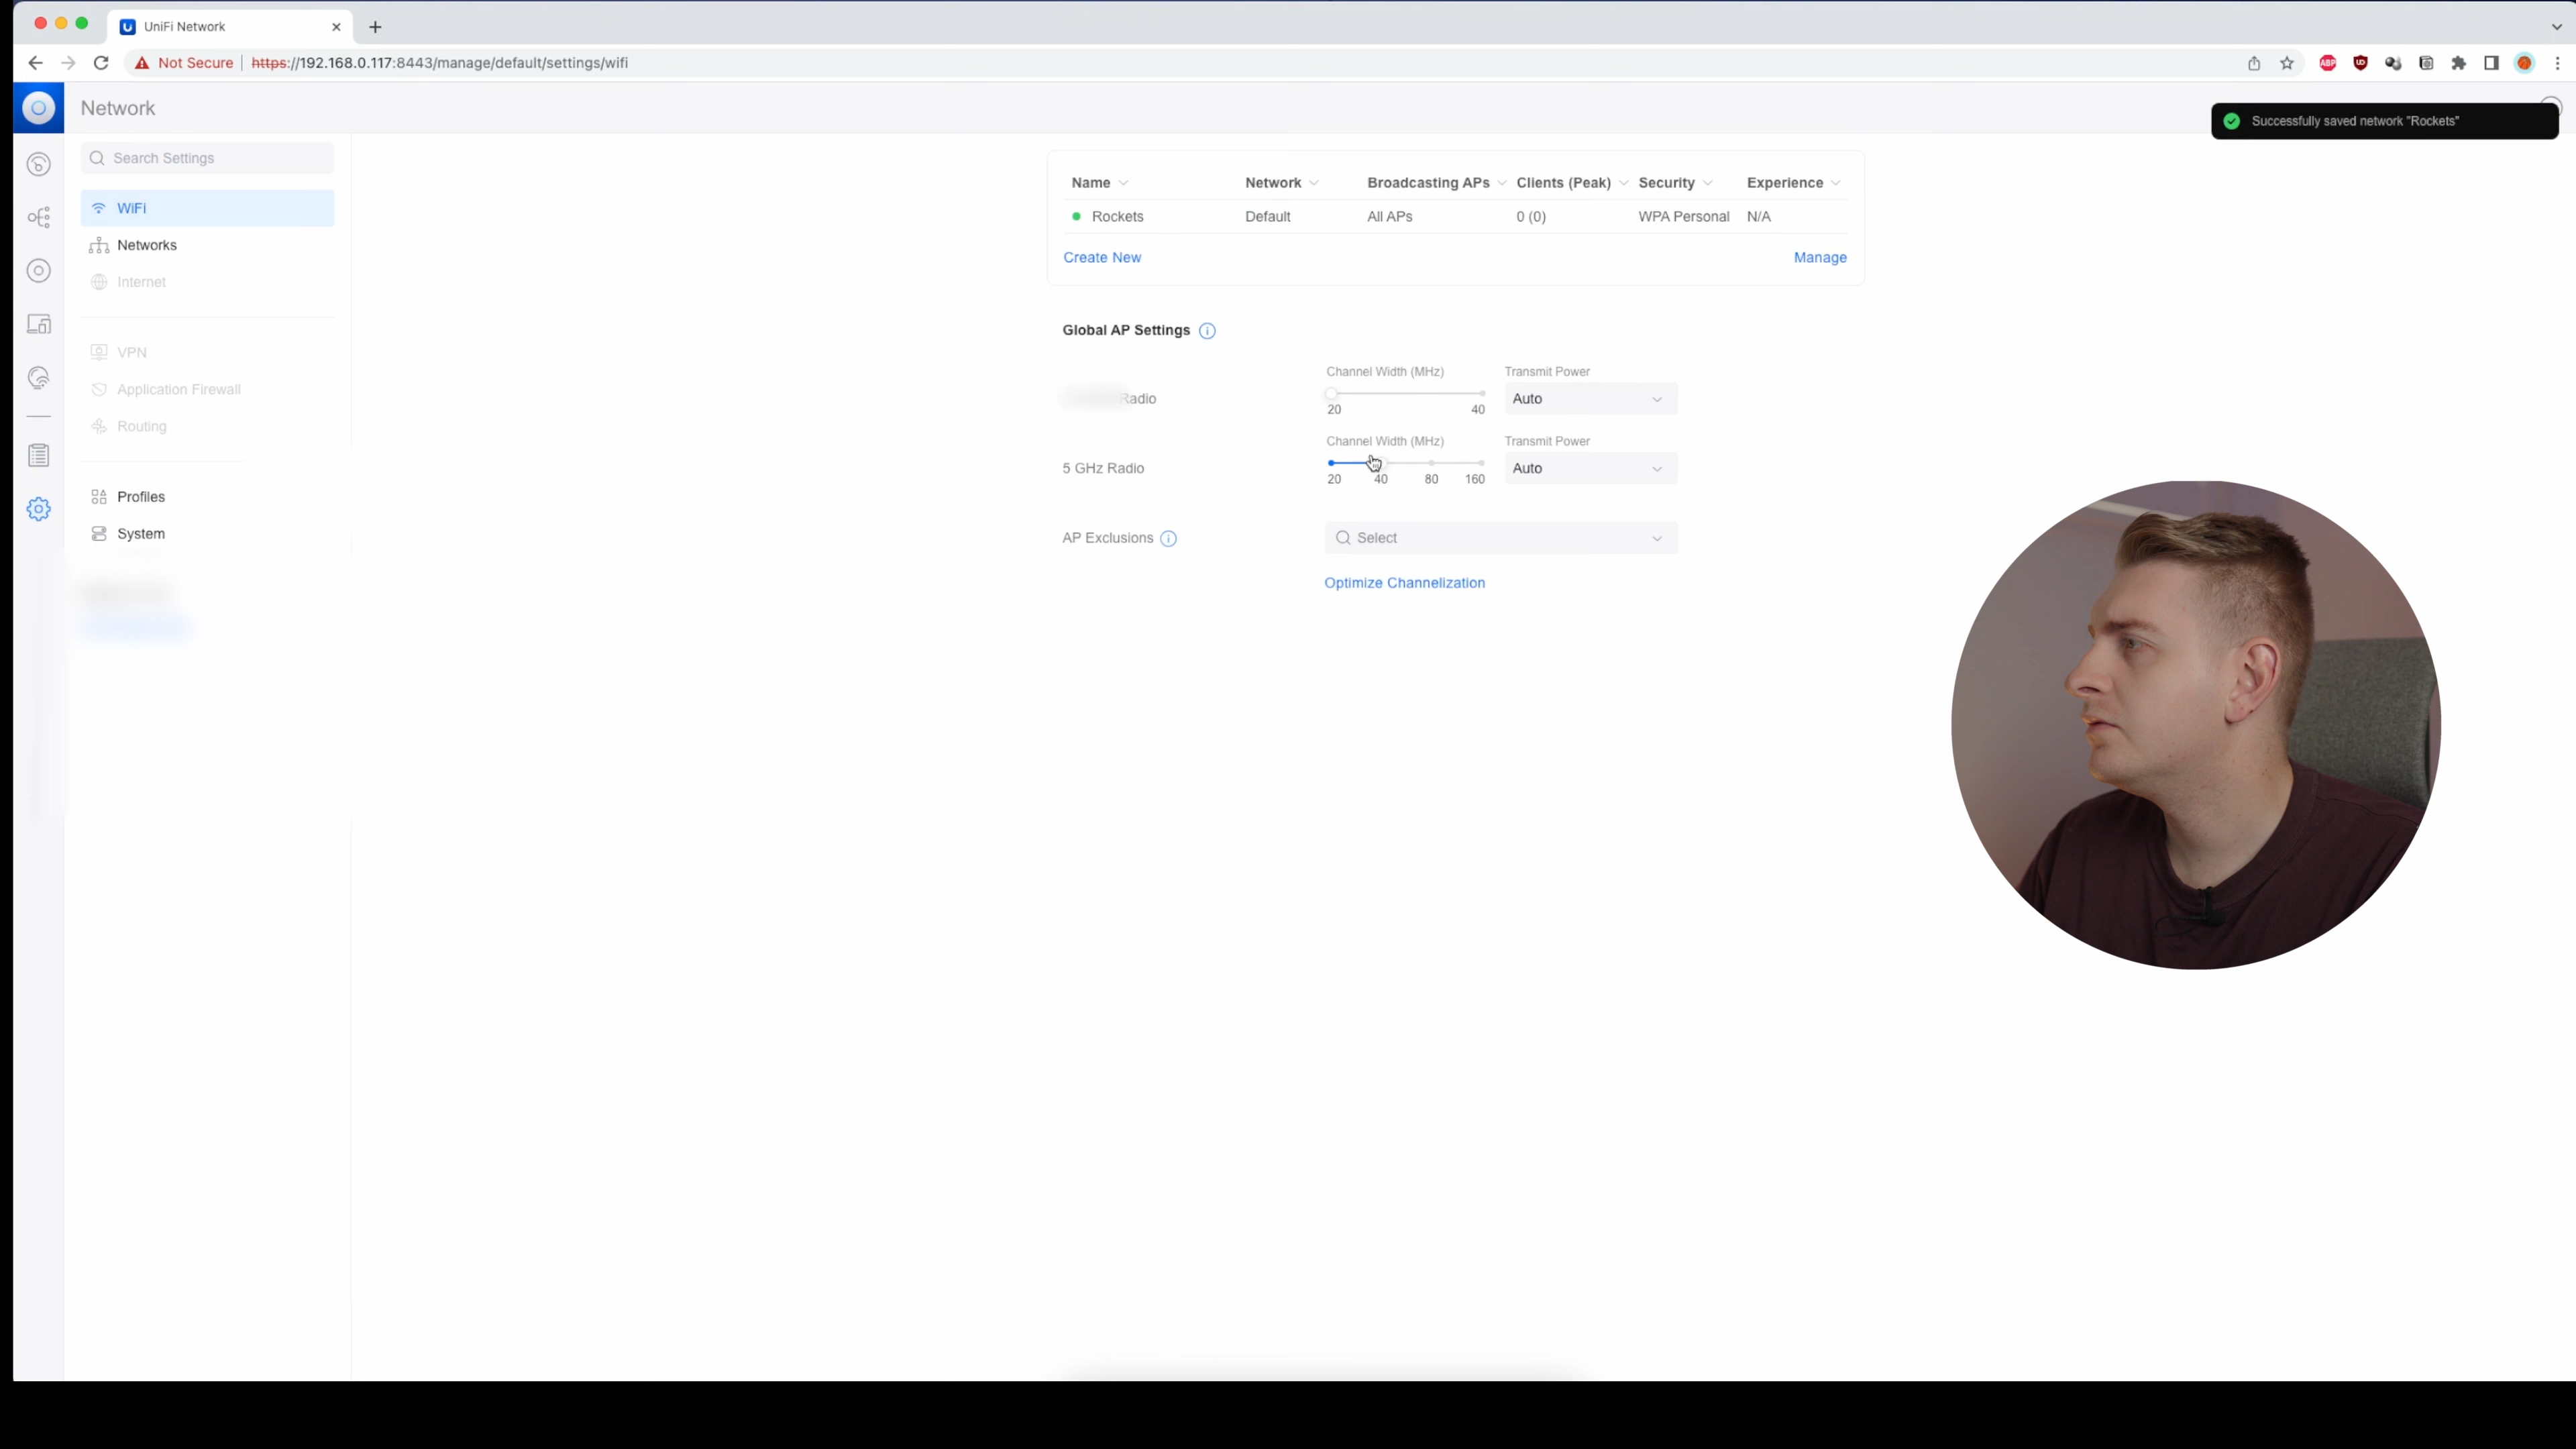 UniFi Network
Not Secure https://192.168.0.117:8443/manage/default/settings/wifi
ABP
Network
Successfully saved network "Rockets"
Search Settings
WiFi
Networks
Internet
VPN
Application Firewall
Routing
Profiles
System
Name Network Broadcasting APs Clients (Peak) Security Experience
Rockets Default All APs 0 (0) WPA Personal N/A
Create New Manage
Global AP Settings
Channel Width (MHz) Transmit Power
Radio Auto
20 40
Channel Width (MHz) Transmit Power
5 GHz Radio Auto
20 40 80 160
AP Exclusions Select
Optimize Channelization